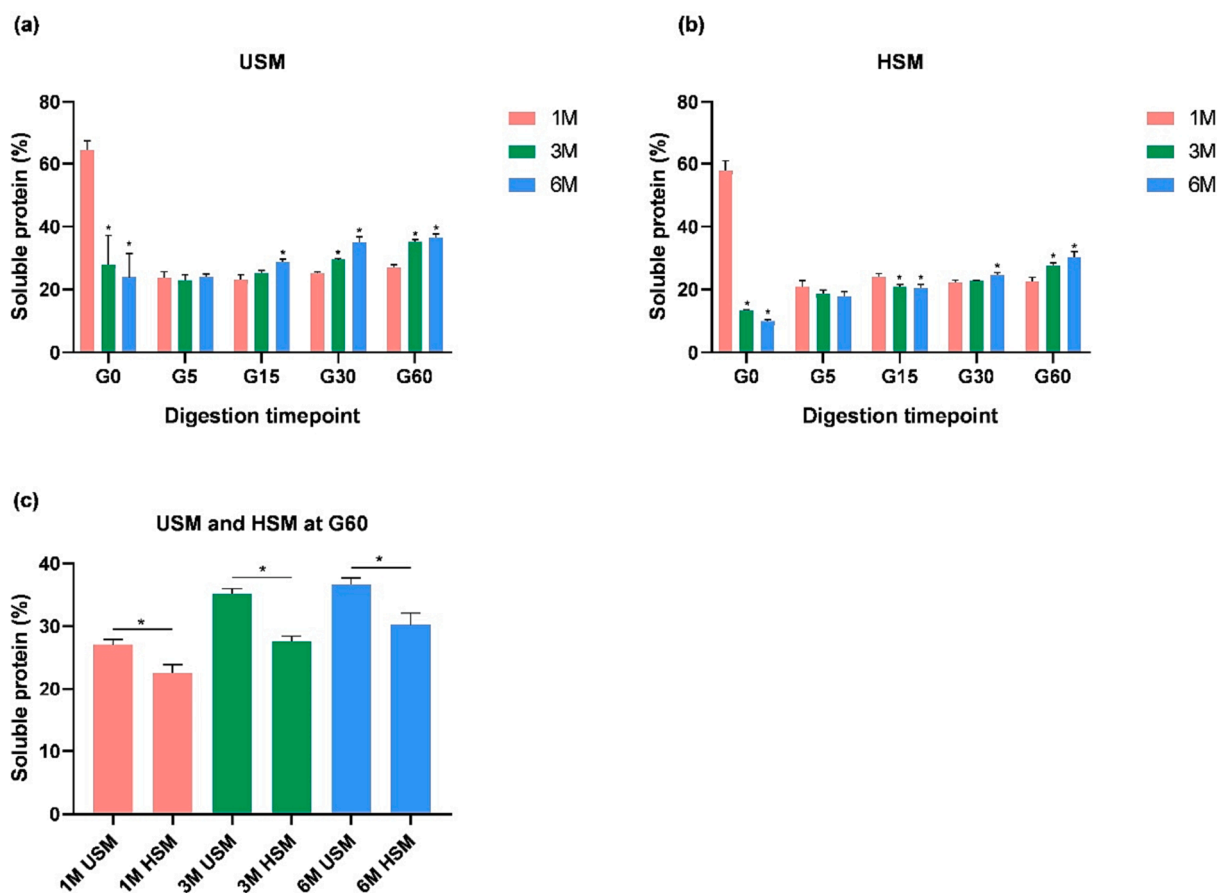 (a)
USM
Soluble protein (%)
80
60
40
20
0
* * * * * * *
G0 G5 G15 G30 G60
Digestion timepoint
1M
3M
6M
(b)
HSM
Soluble protein (%)
80
60
40
20
0
* * * * * * *
G0 G5 G15 G30 G60
Digestion timepoint
1M
3M
6M
(c)
USM and HSM at G60
Soluble protein (%)
40
30
20
10
0
* * *
1M USM
1M HSM
3M USM
3M HSM
6M USM
6M HSM